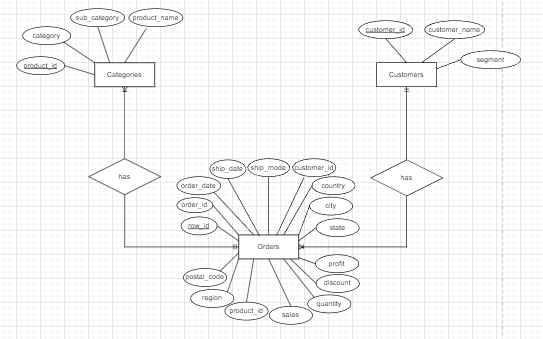 sub_category
product_name
category
product_id
Categories
customer_id
customer_name
segment
Customers
has
has
ship_date
ship_mode
customer_id
order_date
country
order_id
city
row_id
state
Orders
profit
postal_code
discount
region
quantity
product_id
sales